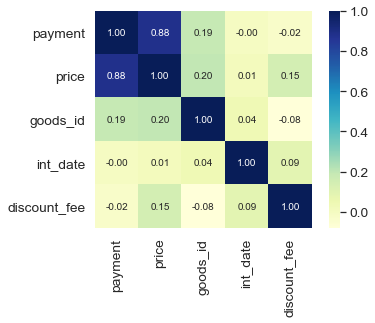 payment 1.00 0.88 0.19 -0.00 -0.02
price 0.88 1.00 0.20 0.01 0.15
goods_id 0.19 0.20 1.00 0.04 -0.08
int_date -0.00 0.01 0.04 1.00 0.09
discount_fee -0.02 0.15 -0.08 0.09 1.00
payment
price
goods_id
int_date
discount_fee
1.0
0.8
0.6
0.4
0.2
0.0